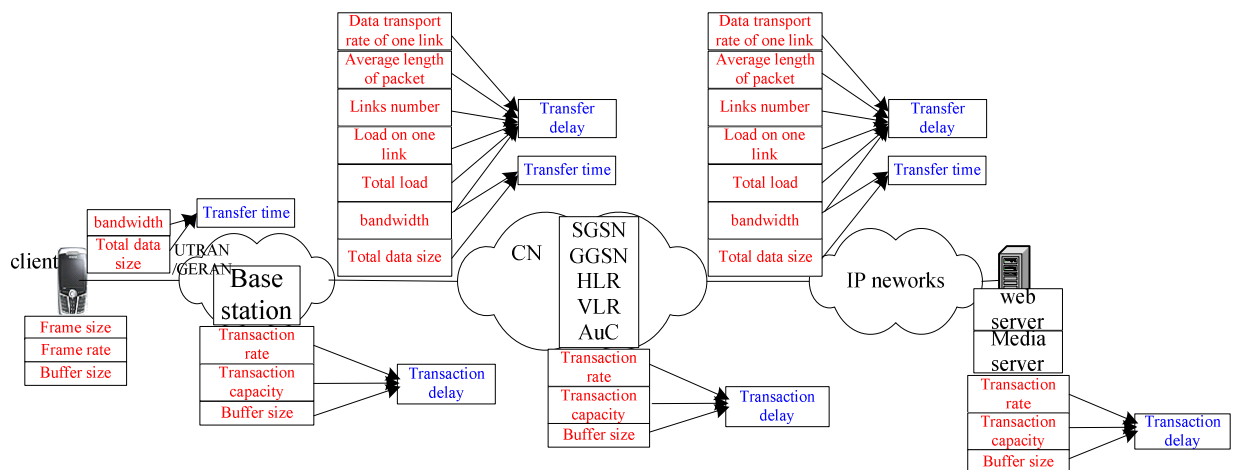 client
Frame size
Frame rate
Buffer size
bandwidth
Total data
size
Transfer time
UTRAN
/GERAN
Base
station
Transaction
rate
Transaction
capacity
Buffer size
Transaction
delay
Data transport
rate of one link
Average length
of packet
Links number
Load on one
link
Total load
bandwidth
Total data size
Transfer
delay
Transfer time
CN
SGSN
GGSN
HLR
VLR
AuC
Transaction
rate
Transaction
capacity
Buffer size
Transaction
delay
Data transport
rate of one link
Average length
of packet
Links number
Load on one
link
Total load
bandwidth
Total data size
Transfer
delay
Transfer time
IP neworks
web
server
Media
server
Transaction
rate
Transaction
capacity
Buffer size
Transaction
delay